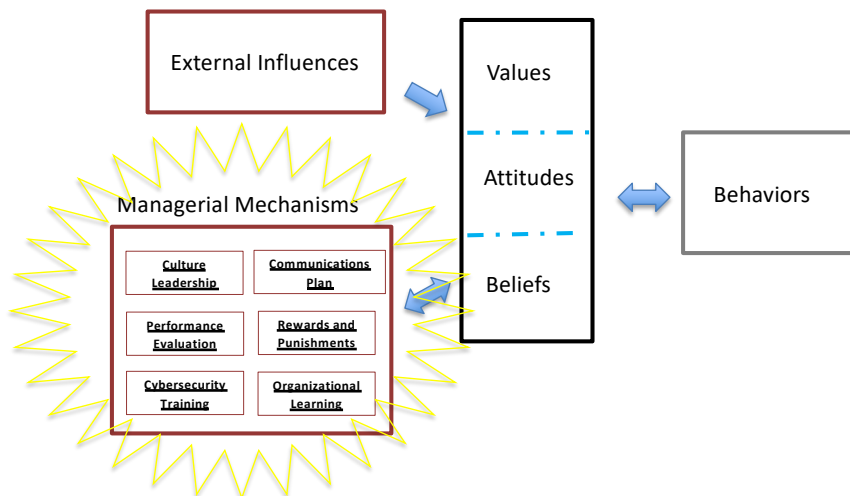 External Influences
Values
Attitudes
Beliefs
Behaviors
Managerial Mechanisms
Culture
Leadership
Communications
Plan
Performance
Evaluation
Rewards and
Punishments
Cybersecurity
Training
Organizational
Learning